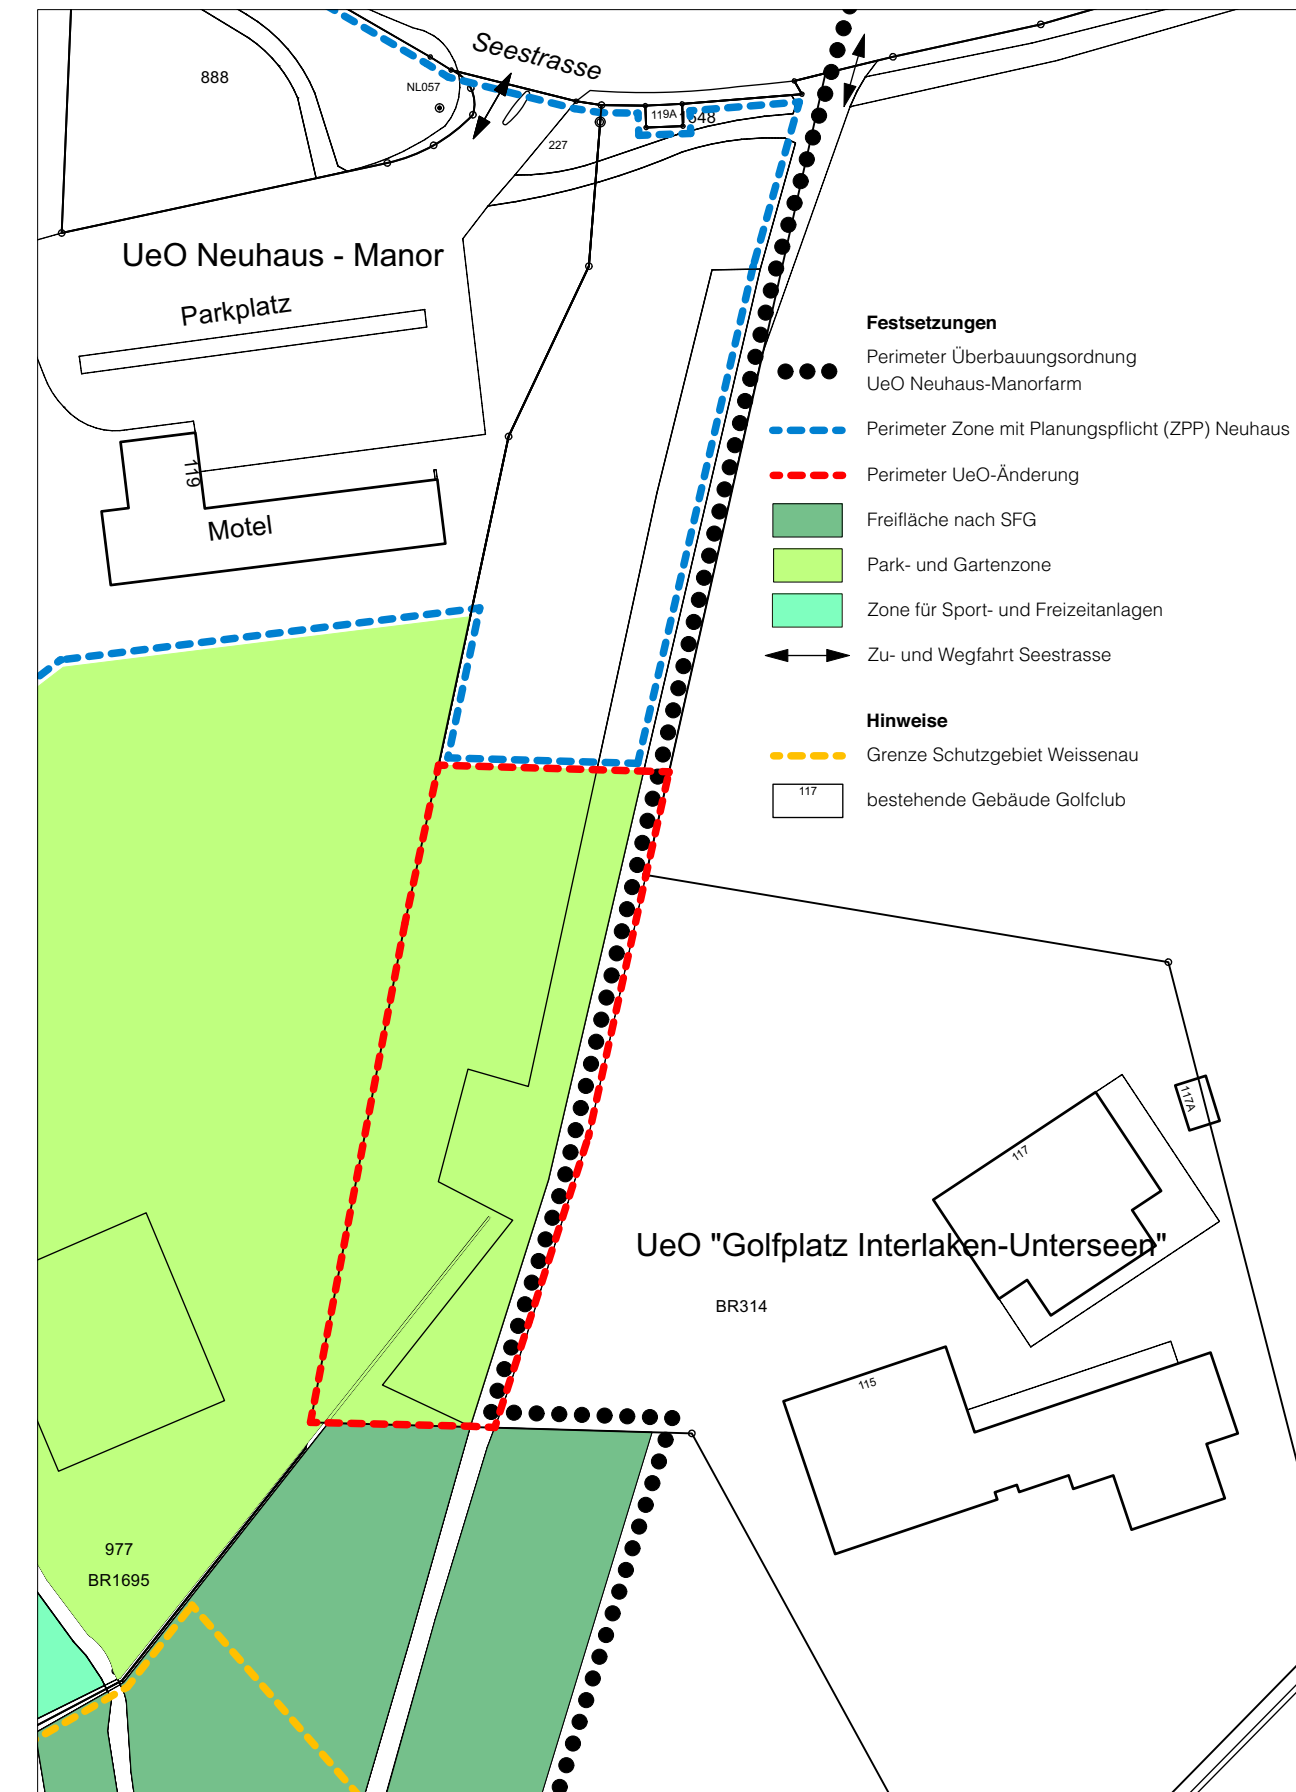 Seestrasse
888
NL057
119A
227
UeO Neuhaus - Manor
Parkplatz
119
Motel
Festsetzungen
Perimeter Überbauungsordnung
UeO Neuhaus-Manorfarm
Perimeter Zone mit Planungspflicht (ZPP) Neuhaus
Perimeter UeO-Änderung
Freifläche nach SFG
Park- und Gartenzone
Zone für Sport- und Freizeitanlagen
Zu- und Wegfahrt Seestrasse
Hinweise
Grenze Schutzgebiet Weissenau
117
bestehende Gebäude Golfclub
117A
117
UeO "Golfplatz Interlaken-Unterseen"
BR314
115
977
BR1695